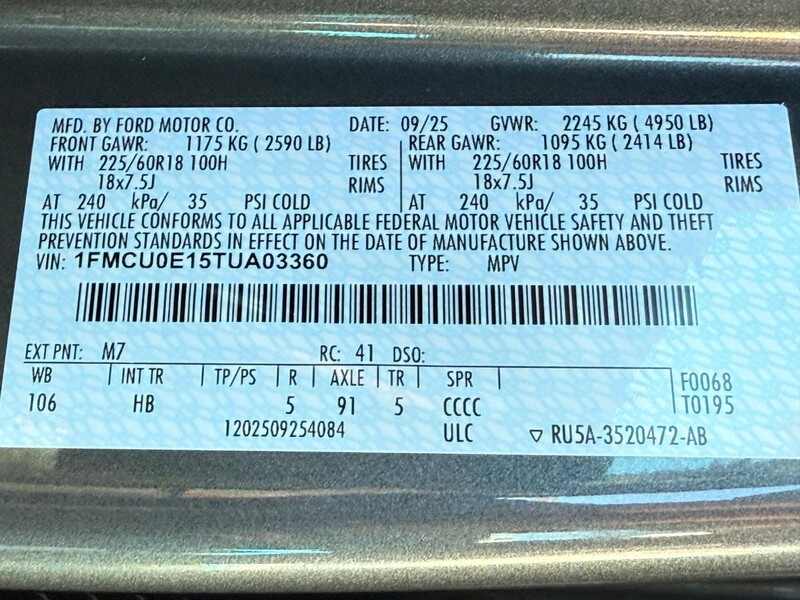 MFD. BY FORD MOTOR CO. DATE: 09/25 GVWR: 2245 KG ( 4950 LB)
FRONT GAWR: 1175 KG ( 2590 LB) REAR GAWR: 1095 KG ( 2414 LB)
WITH 225/60R18 100H TIRES WITH 225/60R18 100H TIRES
18x7.5J RIMS 18x7.5J RIMS
AT 240 kPa/ 35 PSI COLD AT 240 kPa/ 35 PSI COLD
THIS VEHICLE CONFORMS TO ALL APPLICABLE FEDERAL MOTOR VEHICLE SAFETY AND THEFT
PREVENTION STANDARDS IN EFFECT ON THE DATE OF MANUFACTURE SHOWN ABOVE.
VIN: 1FMCU0E15TUA03360 TYPE: MPV
EXT PNT: M7 RC: 41 DSO:
WB INT TR TP/PS R AXLE TR SPR F0068
106 HB 5 91 5 CCCC T0195
1202509254084 ULC ▽ RU5A-3520472-AB